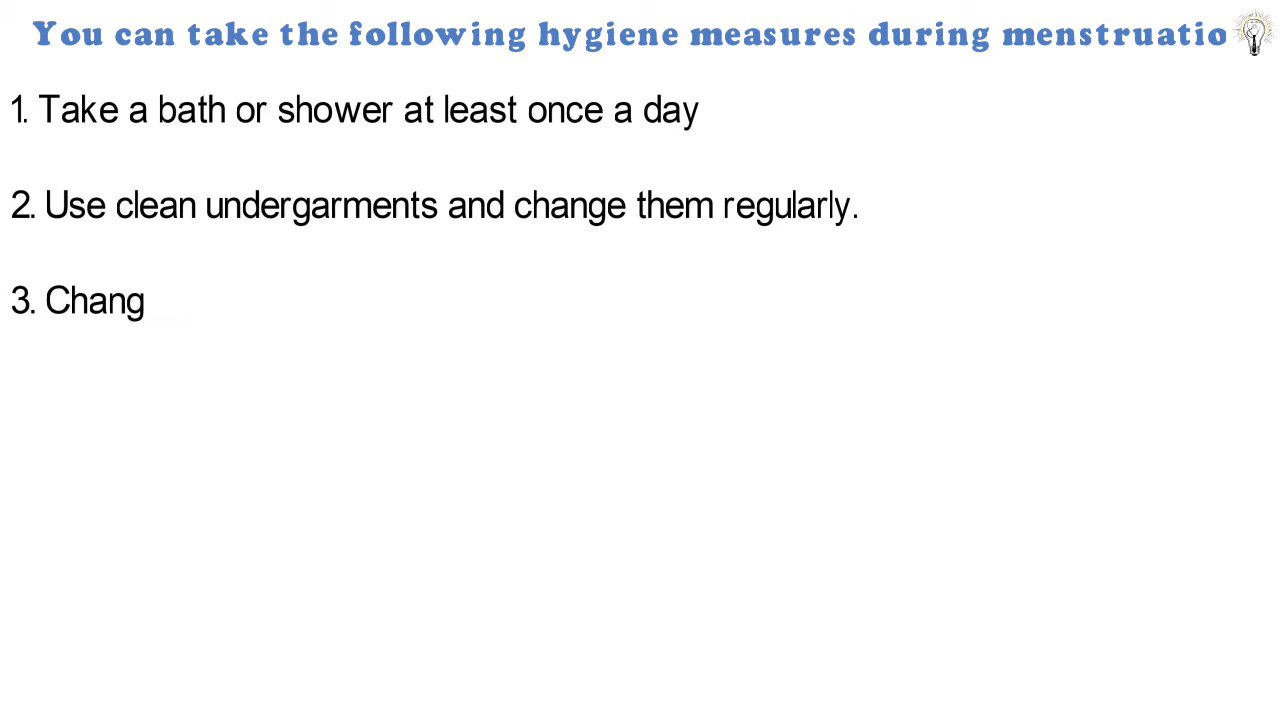 You can take the following hygiene measures during menstruatio
1. Take a bath or shower at least once a day
2. Use clean undergarments and change them regularly.
3. Chang